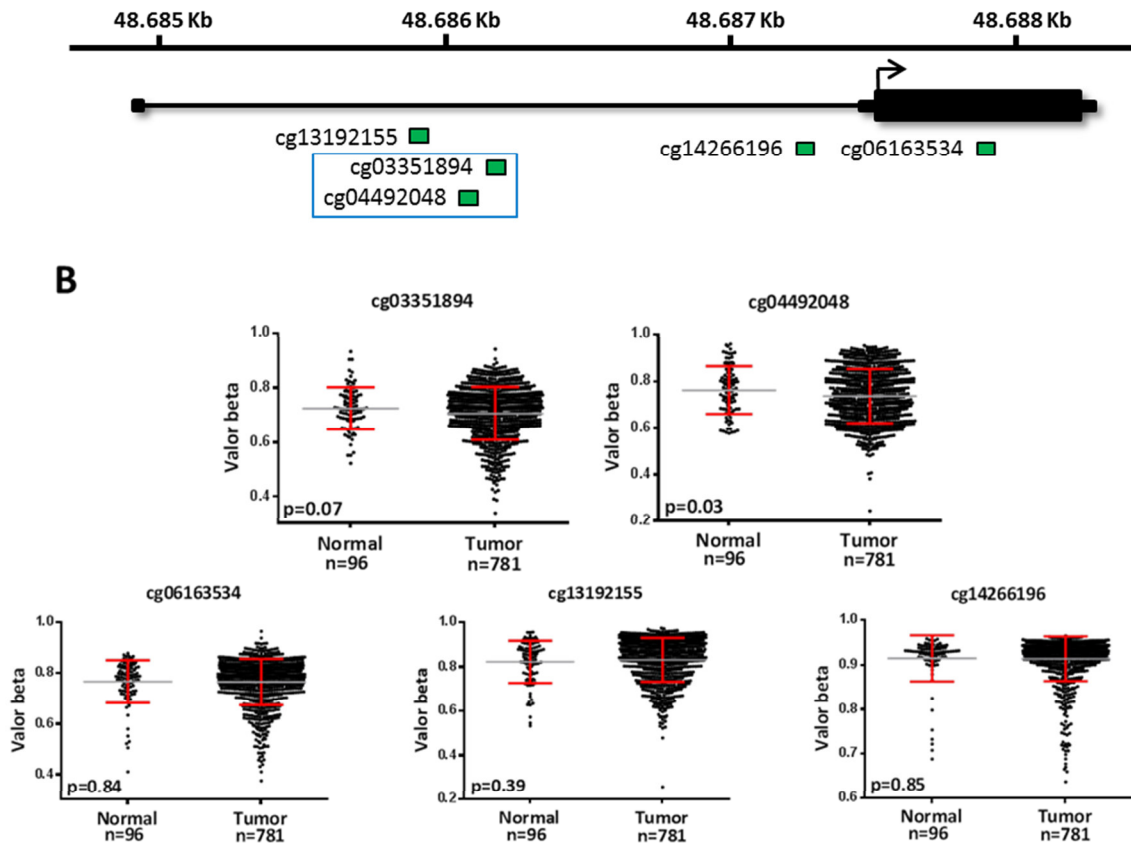 48.685 Kb 48.686 Kb 48.687 Kb 48.688 Kb
cg13192155
cg03351894
cg04492048
cg14266196 cg06163534
B
cg03351894
1.0
0.8
0.6
0.4
Valor beta
p=0.07
Normal Tumor
n=96 n=781
cg04492048
1.0
0.8
0.6
0.4
0.2
Valor beta
p=0.03
Normal Tumor
n=96 n=781
cg06163534
1.0
0.8
0.6
0.4
Valor beta
p=0.84
Normal Tumor
n=96 n=781
cg13192155
1.0
0.8
0.6
0.4
0.2
Valor beta
p=0.39
Normal Tumor
n=96 n=781
cg14266196
1.0
0.9
0.8
0.7
0.6
Valor beta
p=0.85
Normal Tumor
n=96 n=781